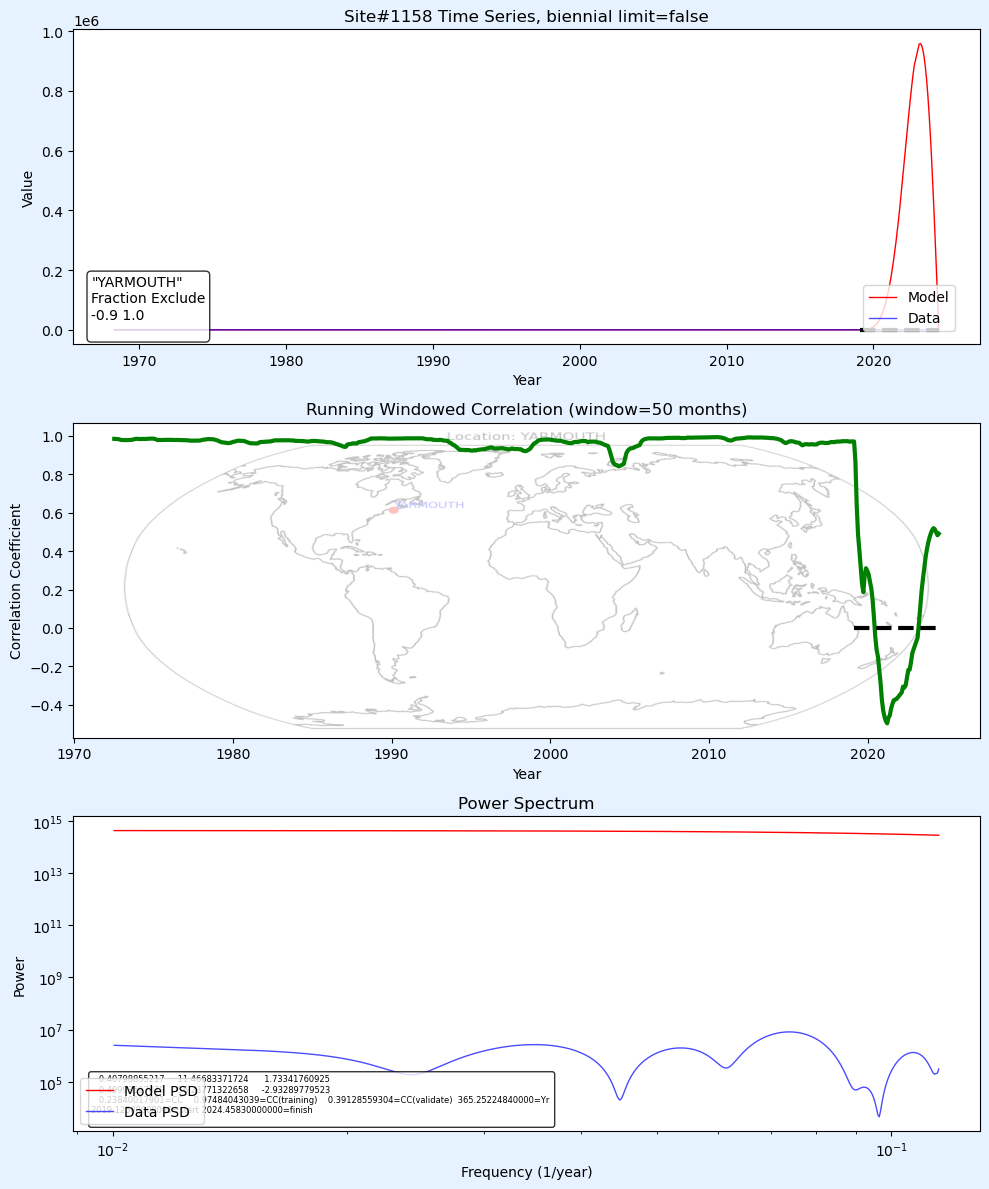 Site#1158 Time Series, biennial limit=false
1e6
1.0
0.8
0.6
0.4
0.2
0.0
Value
"YARMOUTH"
Fraction Exclude
-0.9 1.0
Model
Data
1970 1980 1990 2000 2010 2020
Year
Running Windowed Correlation (window=50 months)
Location: YARMOUTH
YARMOUTH
1.0
0.8
0.6
0.4
0.2
0.0
−0.2
−0.4
Correlation Coefficient
1970 1980 1990 2000 2010 2020
Year
Power Spectrum
10^15
10^13
10^11
10^9
10^7
10^5
Power
11.46683371724 1.73341760925
-2.93289779523
0.97484043039=CC(training) 0.39128559304=CC(validate) 365.25224840000=Yr
2024.45830000000=finish
Model PSD
Data PSD
10^-2 10^-1
Frequency (1/year)